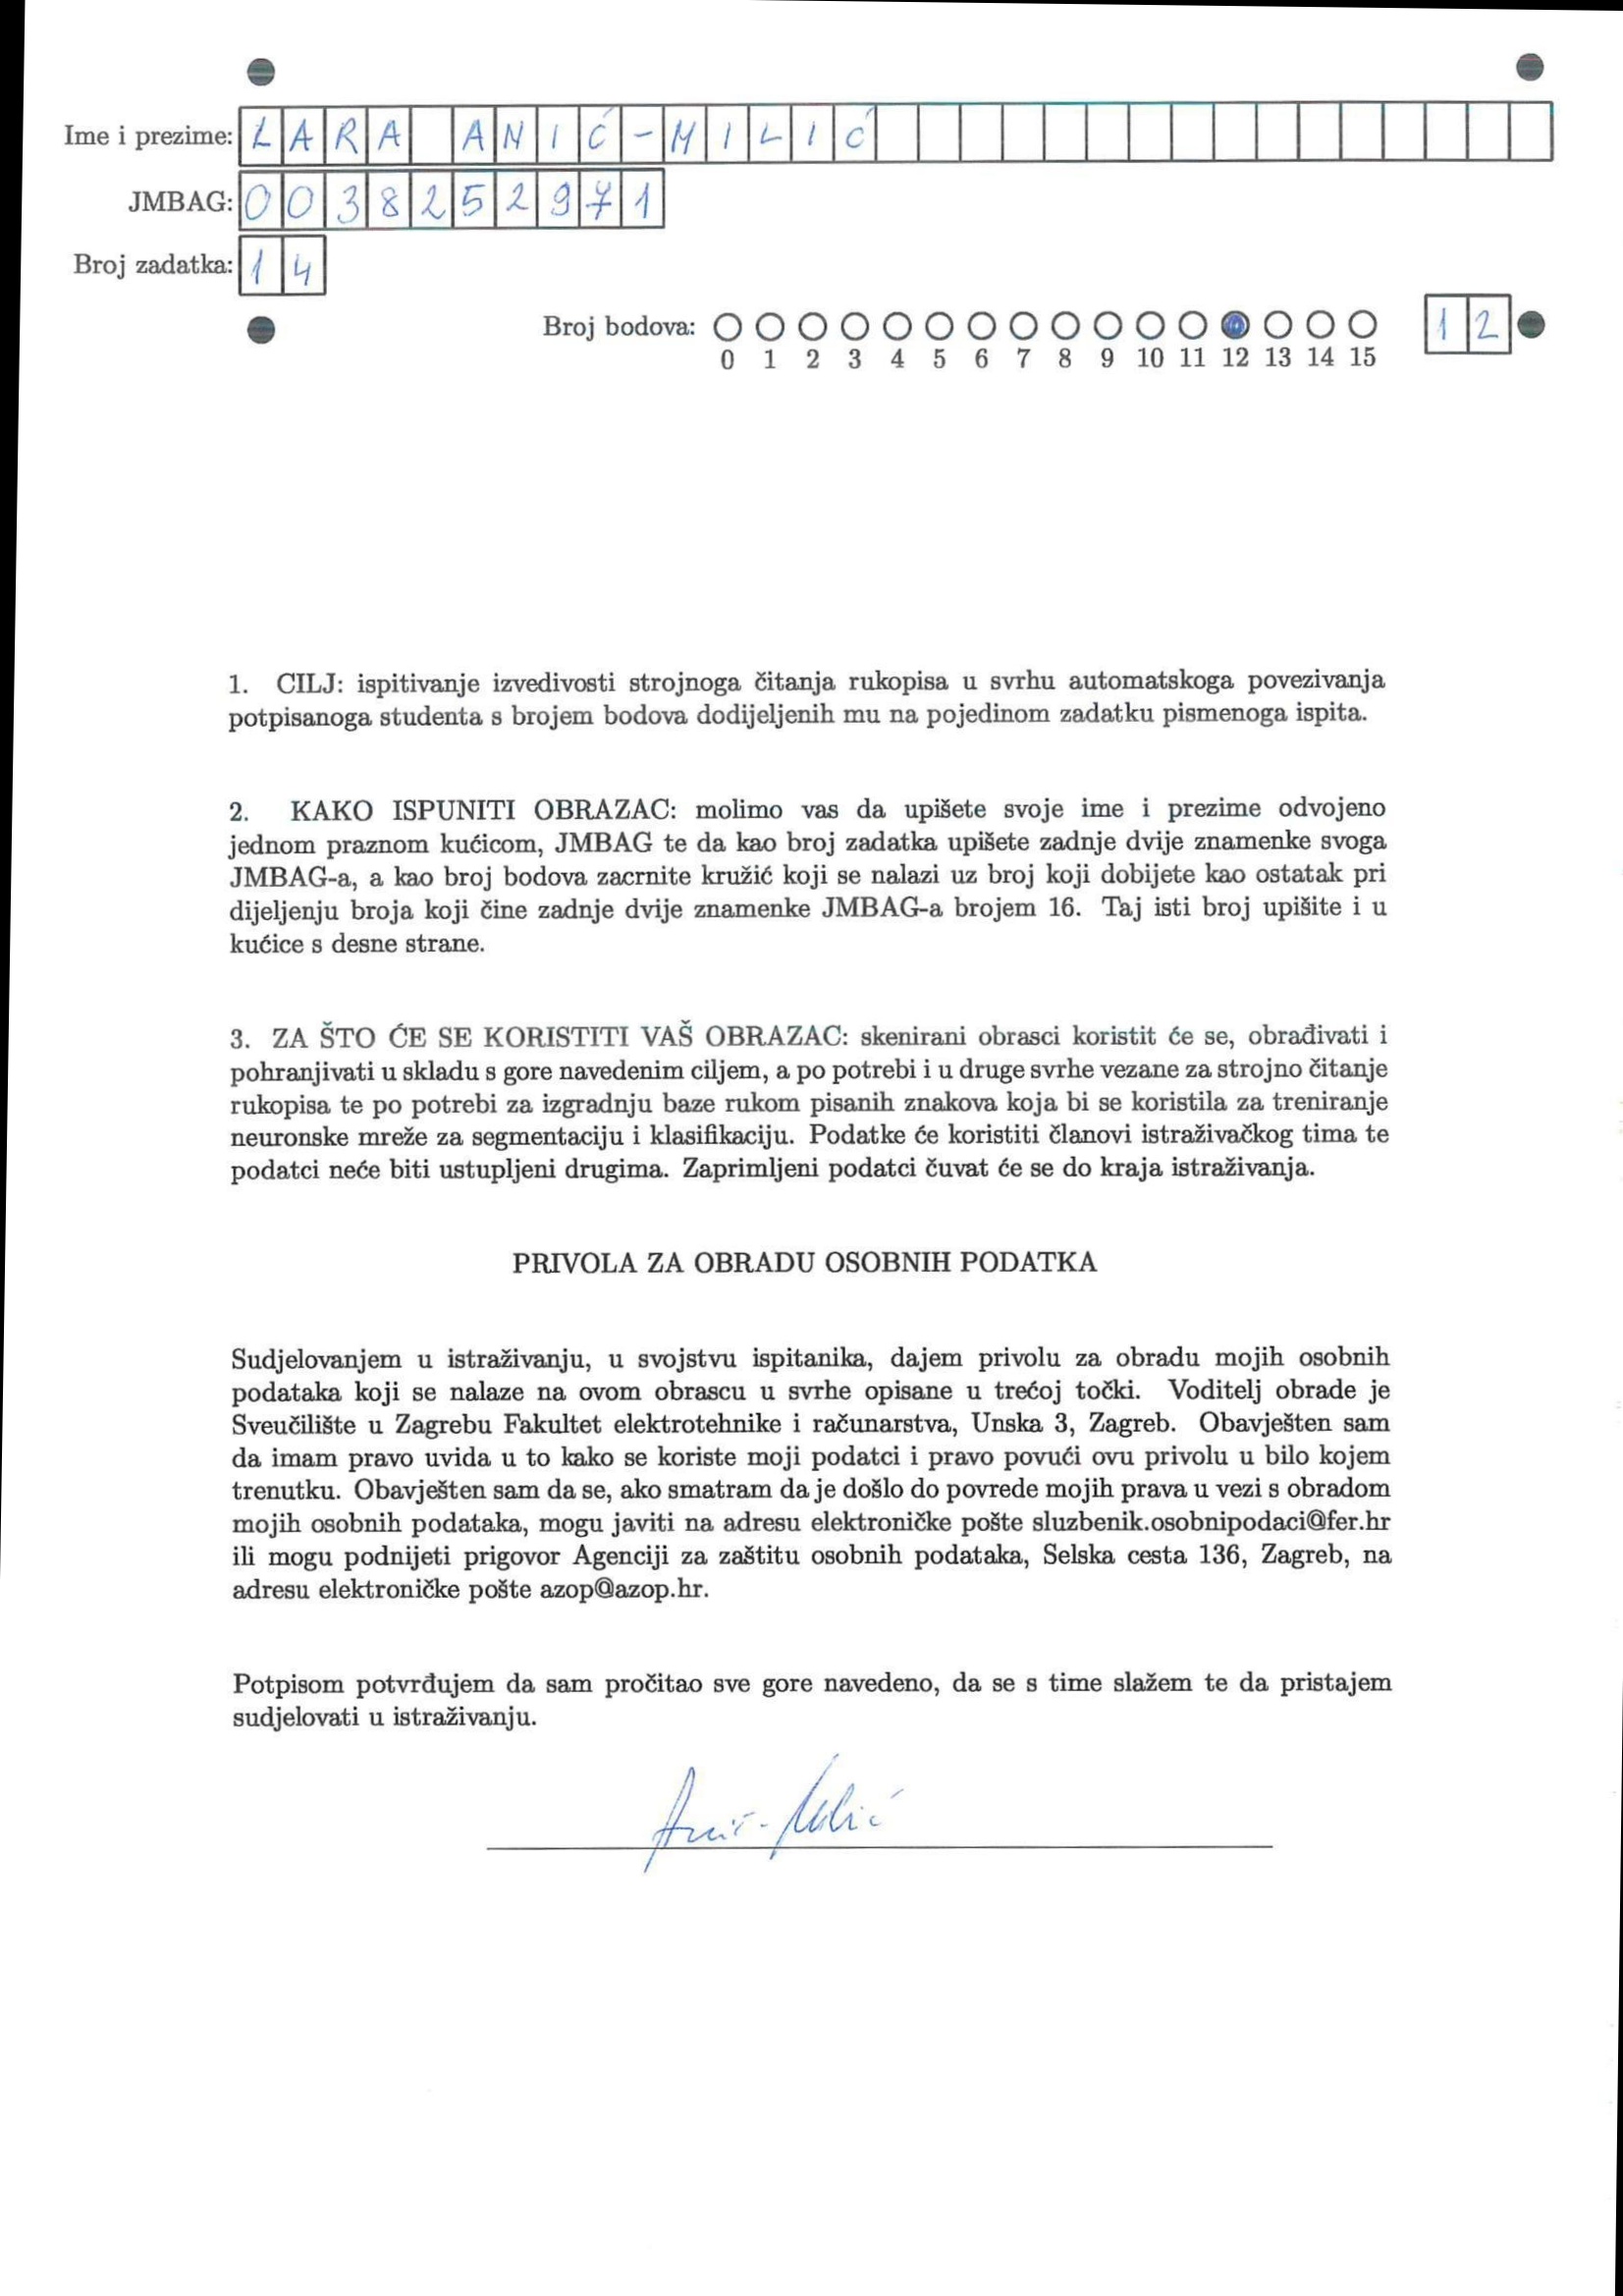 Ime i prezime: LARA ANIĆ-MILIĆ
JMBAG: 0038252971
Broj zadatka: 14
Broj bodova: 12
0 1 2 3 4 5 6 7 8 9 10 11 12 13 14 15
1. CILJ: ispitivanje izvedivosti strojnoga čitanja rukopisa u svrhu automatskoga povezivanja
potpisanoga studenta s brojem bodova dodijeljenih mu na pojedinom zadatku pismenoga ispita.
2. KAKO ISPUNITI OBRAZAC: molimo vas da upišete svoje ime i prezime odvojeno
jednom praznom kućicom, JMBAG te da kao broj zadatka upišete zadnje dvije znamenke svoga
JMBAG-a, a kao broj bodova zacrnite kružić koji se nalazi uz broj koji dobijete kao ostatak pri
dijeljenju broja koji čine zadnje dvije znamenke JMBAG-a brojem 16. Taj isti broj upišite i u
kućice s desne strane.
3. ZA ŠTO ĆE SE KORISTITI VAŠ OBRAZAC: skenirani obrasci koristit će se, obrađivati i
pohranjivati u skladu s gore navedenim ciljem, a po potrebi i u druge svrhe vezane za strojno čitanje
rukopisa te po potrebi za izgradnju baze rukom pisanih znakova koja bi se koristila za treniranje
neuronske mreže za segmentaciju i klasifikaciju. Podatke će koristiti članovi istraživačkog tima te
podatci neće biti ustupljeni drugima. Zaprimljeni podatci čuvat će se do kraja istraživanja.
PRIVOLA ZA OBRADU OSOBNIH PODATKA
Sudjelovanjem u istraživanju, u svojstvu ispitanika, dajem privolu za obradu mojih osobnih
podataka koji se nalaze na ovom obrascu u svrhe opisane u trećoj točki. Voditelj obrade je
Sveučilište u Zagrebu Fakultet elektrotehnike i računarstva, Unska 3, Zagreb. Obavješten sam
da imam pravo uvida u to kako se koriste moji podatci i pravo povući ovu privolu u bilo kojem
trenutku. Obavješten sam da se, ako smatram da je došlo do povrede mojih prava u vezi s obradom
mojih osobnih podataka, mogu javiti na adresu elektroničke pošte sluzbenik.osobnipodaci@fer.hr
ili mogu podnijeti prigovor Agenciji za zaštitu osobnih podataka, Selska cesta 136, Zagreb, na
adresu elektroničke pošte azop@azop.hr.
Potpisom potvrđujem da sam pročitao sve gore navedeno, da se s time slažem te da pristajem
sudjelovati u istraživanju.
Anić-Milić